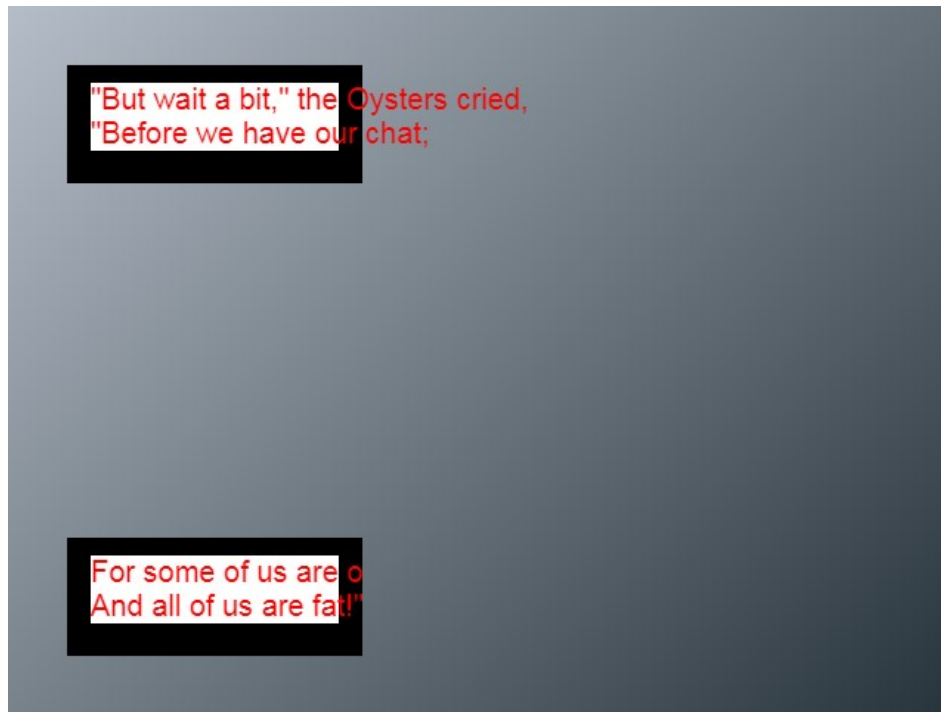 "But wait a bit," the Oysters cried,
"Before we have our chat;
For some of us are o
And all of us are fat!"